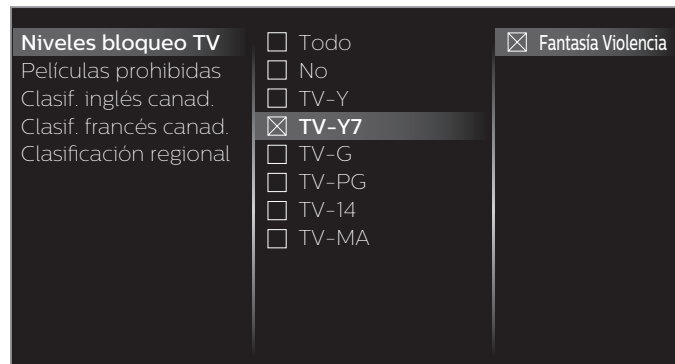 Niveles bloqueo TV
Películas prohibidas
Clasif. inglés canad.
Clasif. francés canad.
Clasificación regional
Todo
No
TV-Y
TV-Y7
TV-G
TV-PG
TV-14
TV-MA
Fantasía Violencia